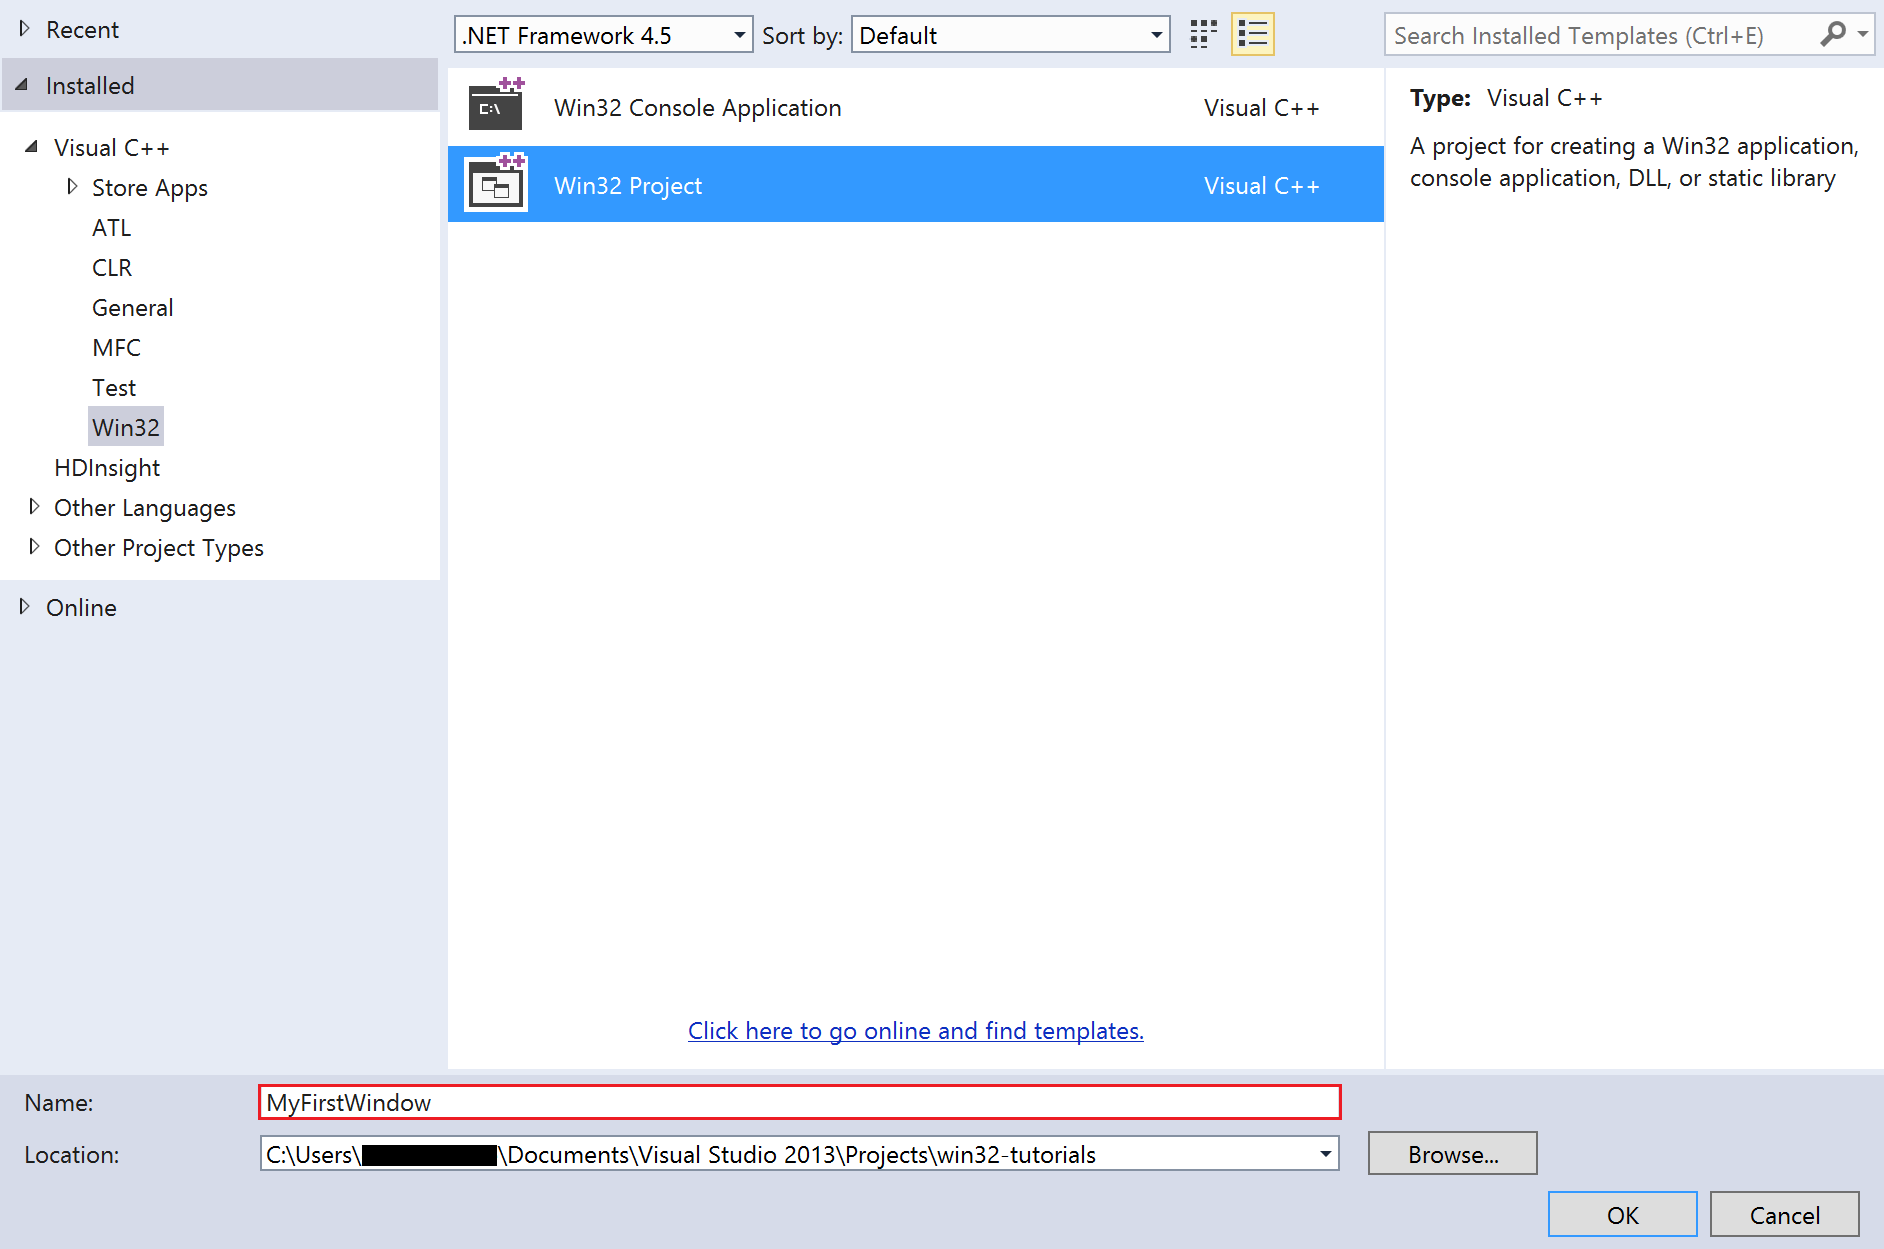 Recent
Installed
Visual C++
Store Apps
ATL
CLR
General
MFC
Test
Win32
HDInsight
Other Languages
Other Project Types
Online
.NET Framework 4.5 Sort by: Default
Search Installed Templates (Ctrl+E)
C:\ Win32 Console Application Visual C++
Win32 Project Visual C++
Type: Visual C++
A project for creating a Win32 application,
console application, DLL, or static library
Click here to go online and find templates.
Name: MyFirstWindow
Location: C:\Users\ \Documents\Visual Studio 2013\Projects\win32-tutorials Browse...
OK Cancel